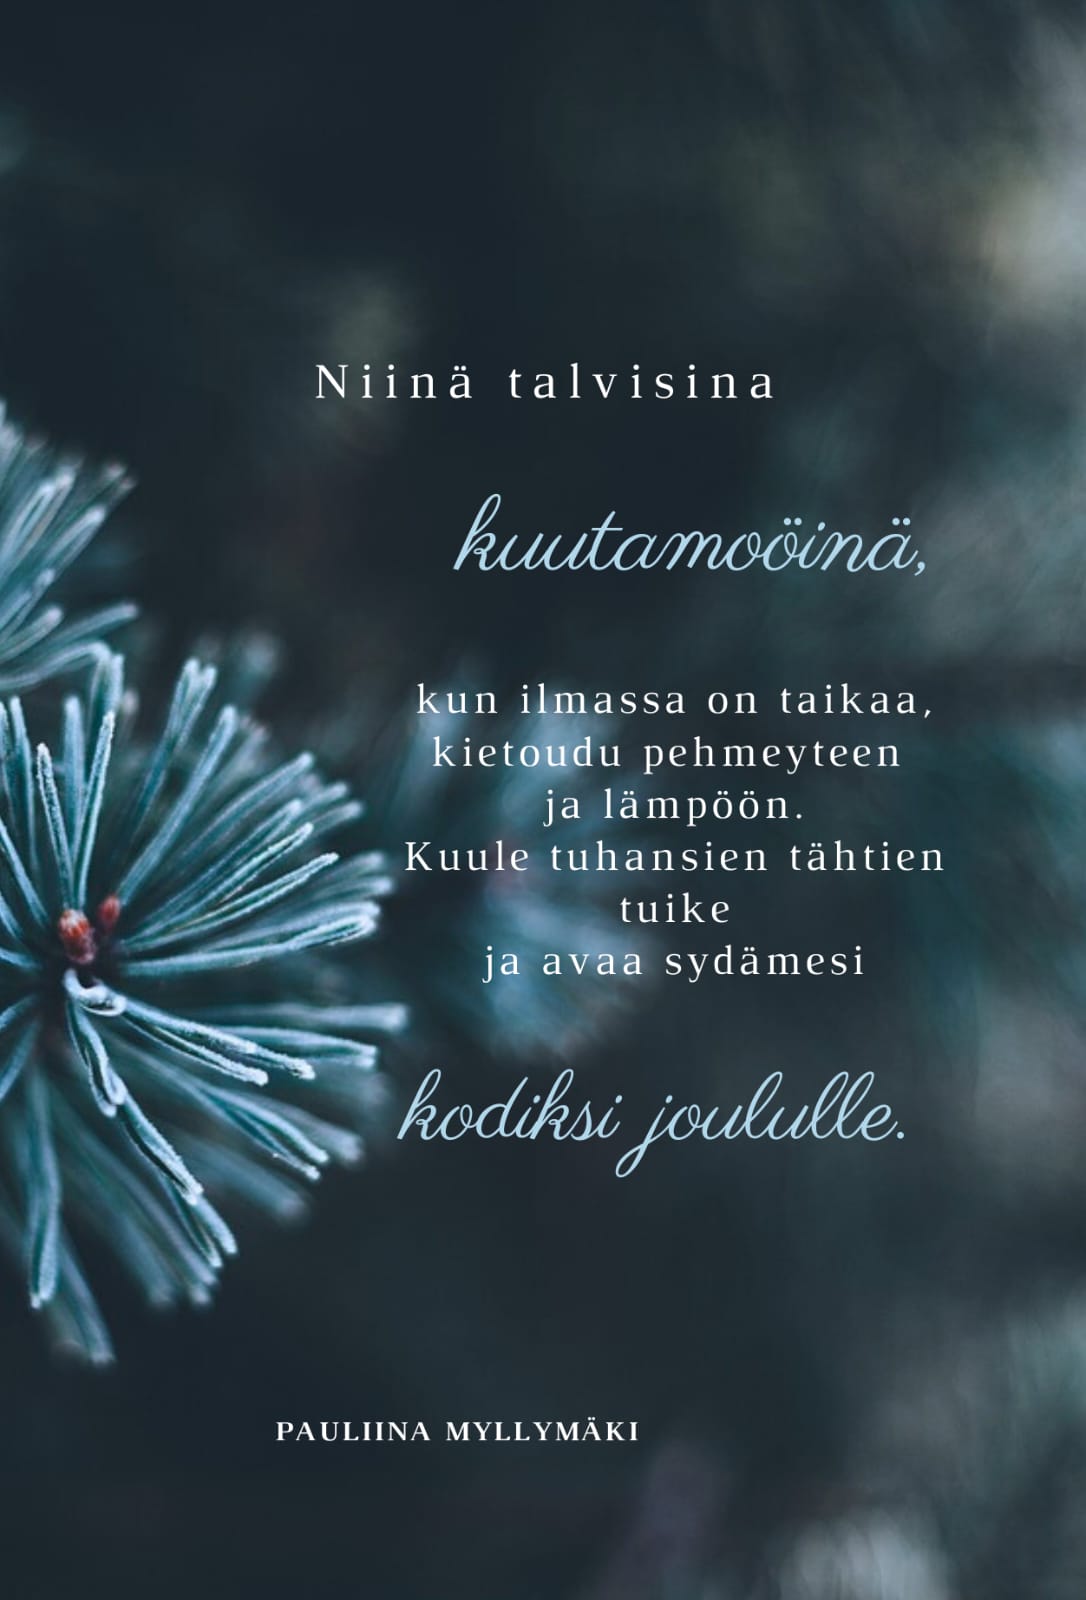 Niinä talvisina
kuutamoöinä,
kun ilmassa on taikaa,
kietoudu pehmeyteen
ja lämpöön.
Kuule tuhansien tähtien
tuike
ja avaa sydämesi
kodiksi joululle.
PAULIINA MYLLYMÄKI